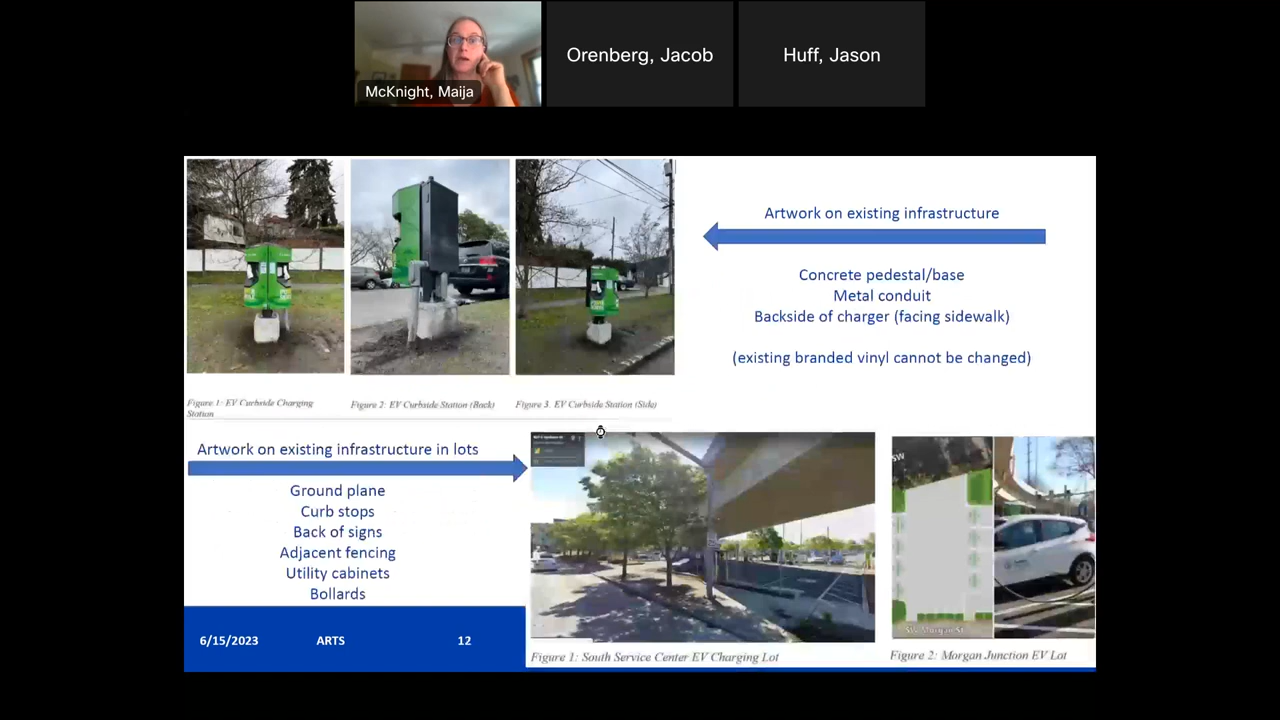 McKnight, Maija
Orenberg, Jacob
Huff, Jason
Artwork on existing infrastructure
Concrete pedestal/base
Metal conduit
Backside of charger (facing sidewalk)
(existing branded vinyl cannot be changed)
Figure 1: EV Curbside Charging
Station
Figure 2: EV Curbside Station (Back)
Figure 3. EV Curbside Station (Side)
Artwork on existing infrastructure in lots
Ground plane
Curb stops
Back of signs
Adjacent fencing
Utility cabinets
Bollards
SW
SW Morgan St
6/15/2023
ARTS
12
Figure 1: South Service Center EV Charging Lot
Figure 2: Morgan Junction EV Lot